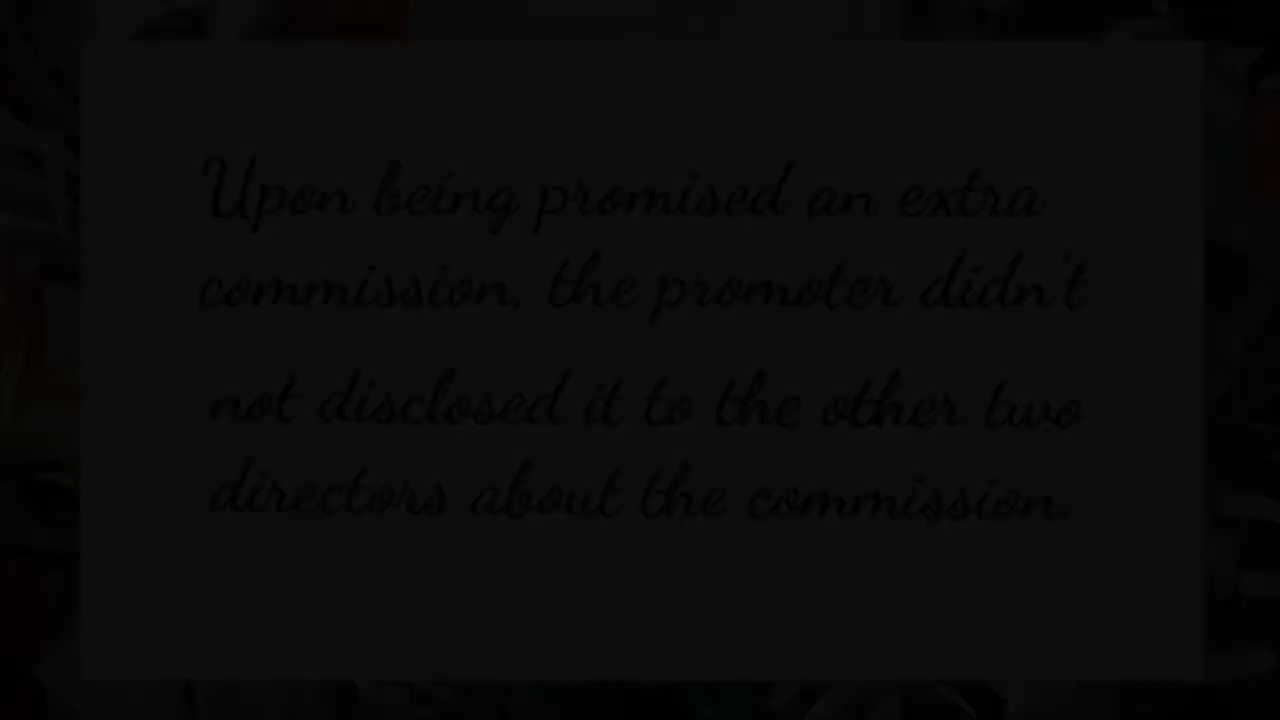 Upon being promised an extra
commission, the promoter didn't
not disclosed it to the other two
directors about the commission.